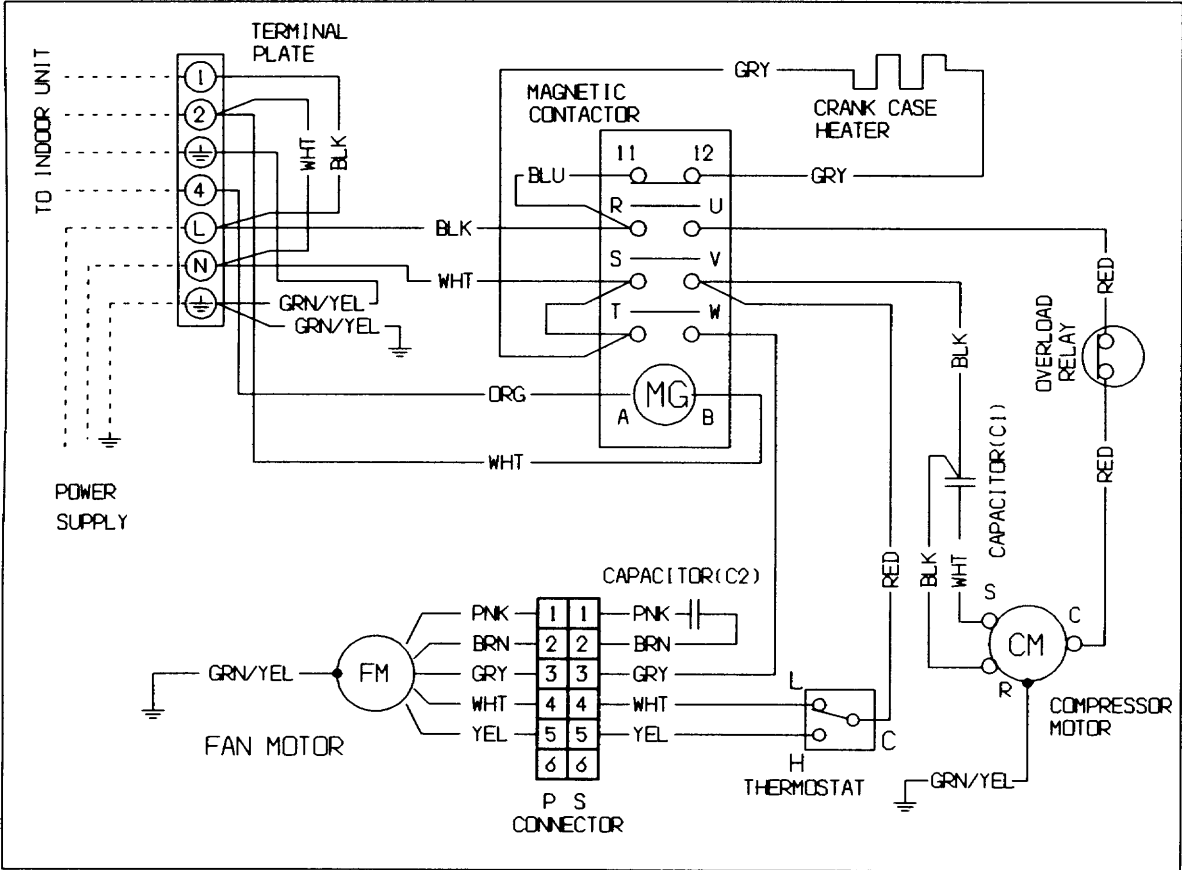 TERMINAL
PLATE
TO INDOOR UNIT
1
2
4
L
N
WHT
BLK
GRN/YEL
GRN/YEL
POWER
SUPPLY
MAGNETIC
CONTACTOR
11 12
BLU
R U
S V
T W
MG
A B
GRY
CRANK CASE
HEATER
GRY
BLK
WHT
ORG
WHT
RED
OVERLOAD
RELAY
RED
BLK
CAPACITOR(C1)
BLK
WHT
RED
S
C
R
CM
COMPRESSOR
MOTOR
GRN/YEL
CAPACITOR(C2)
PNK 1 1 PNK
BRN 2 2 BRN
GRY 3 3 GRY
WHT 4 4 WHT
YEL 5 5 YEL
6 6
P S
CONNECTOR
GRN/YEL
FM
FAN MOTOR
L
C
H
THERMOSTAT